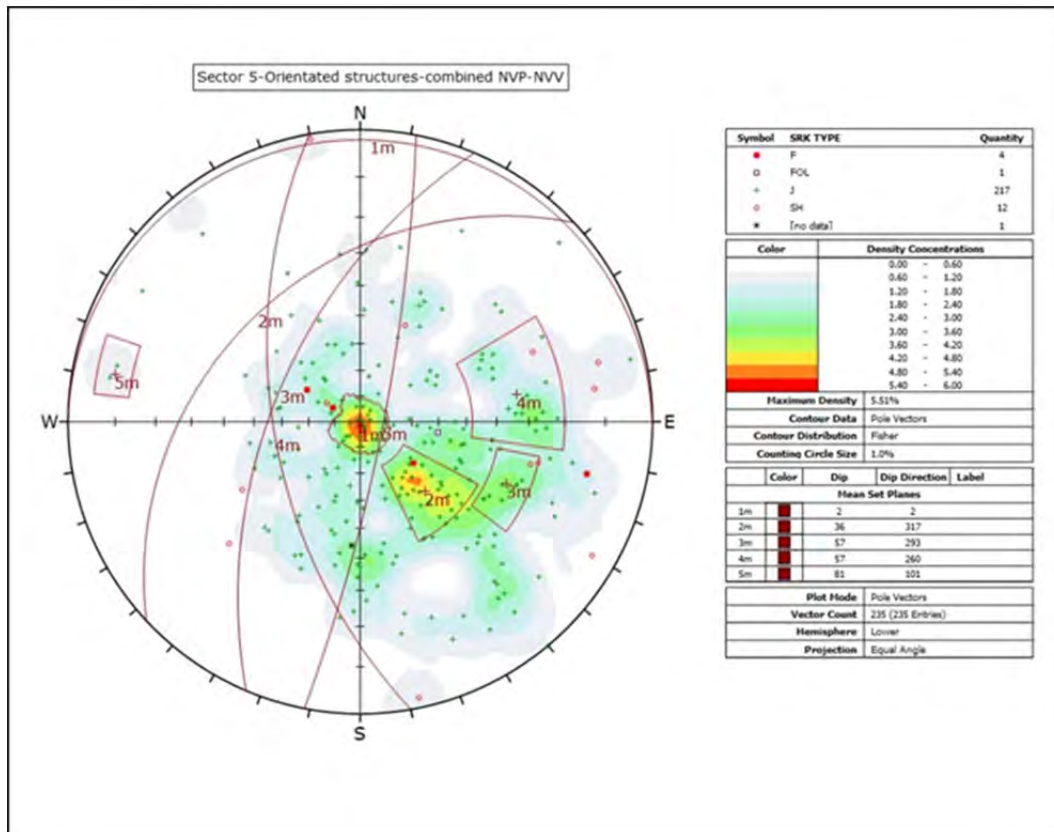 Sector 5-Orientated structures-combined NVP-NVV
N
1m
2m
3m
4m
5m
W
E
1m
3m
4m
2m
3m
S
Symbol SRK TYPE Quantity
F 4
FOL 1
J 217
SH 12
[no data] 1
Color Density Concentrations
0.00 - 0.60
0.60 - 1.20
1.20 - 1.80
1.80 - 2.40
2.40 - 3.00
3.00 - 3.60
3.60 - 4.20
4.20 - 4.80
4.80 - 5.40
5.40 - 6.00
Maximum Density 5.51%
Contour Data Pole Vectors
Contour Distribution Fisher
Counting Circle Size 1.0%
Color Dip Dip Direction Label
Mean Set Planes
1m 2 2
2m 36 317
3m 57 293
4m 57 260
5m 81 101
Plot Mode Pole Vectors
Vector Count 235 (235 Entries)
Hemisphere Lower
Projection Equal Angle